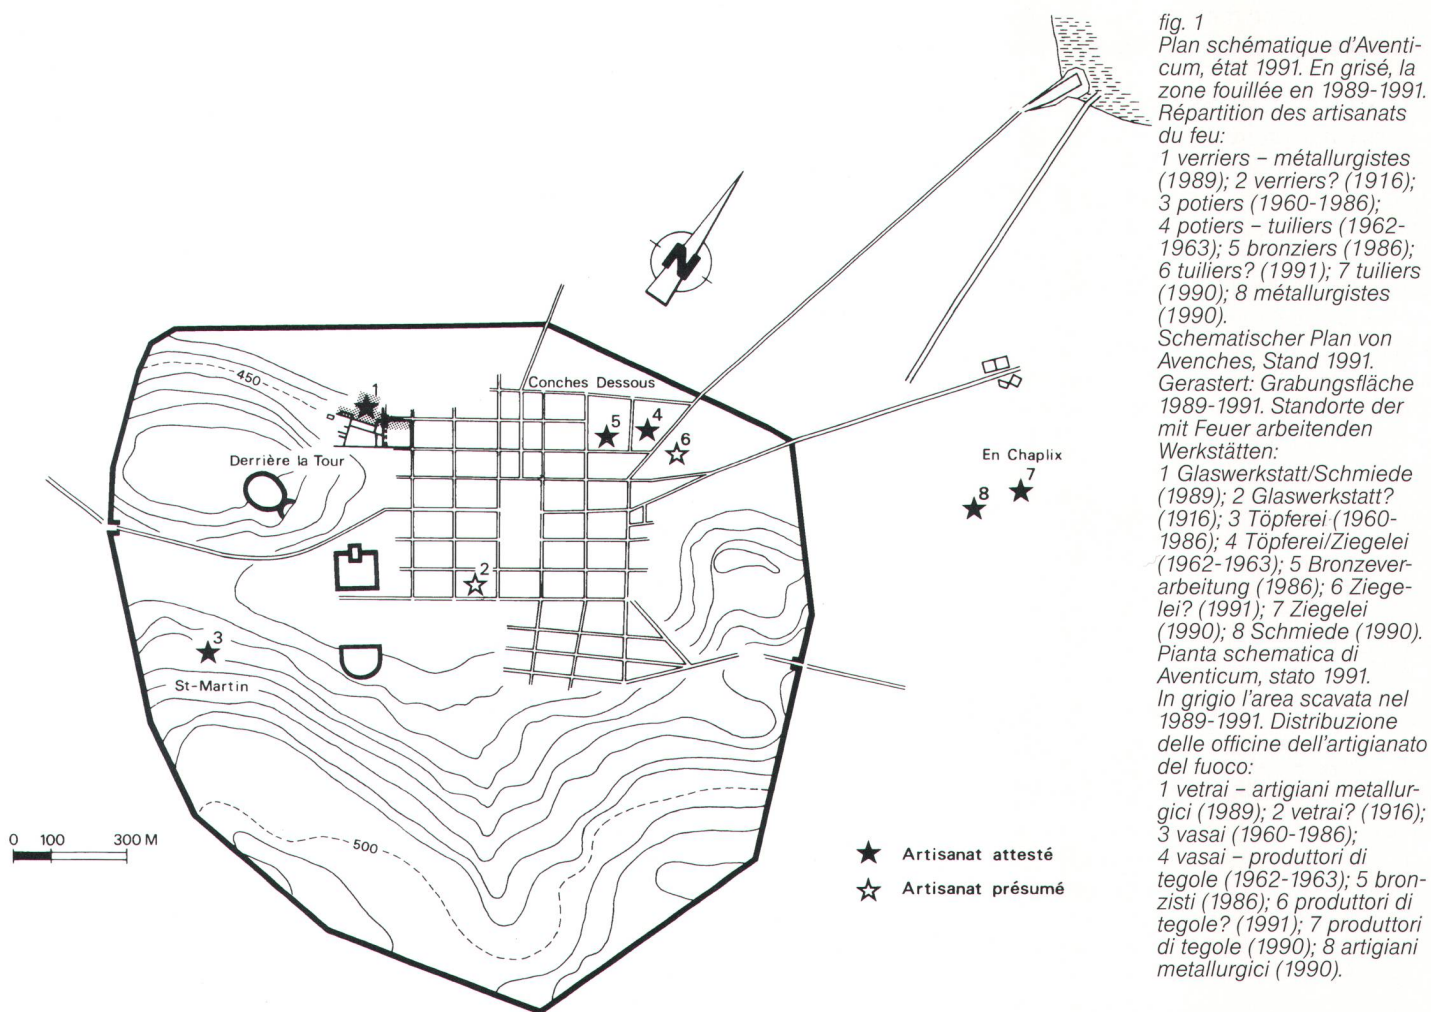 fig. 1
Plan schématique d'Aventi-
cum, état 1991. En grisé, la
zone fouillée en 1989-1991.
Répartition des artisanats
du feu:
1 verriers – métallurgistes
(1989); 2 verriers? (1916);
3 potiers (1960-1986);
4 potiers – tuiliers (1962-
1963); 5 bronziers (1986);
6 tuiliers? (1991); 7 tuiliers
(1990); 8 métallurgistes
(1990).
Schematischer Plan von
Avenches, Stand 1991.
Gerastert: Grabungsfläche
1989-1991. Standorte der
mit Feuer arbeitenden
Werkstätten:
1 Glaswerkstatt/Schmiede
(1989); 2 Glaswerkstatt?
(1916); 3 Töpferei (1960-
1986); 4 Töpferei/Ziegelei
(1962-1963); 5 Bronzever-
arbeitung (1986); 6 Ziege-
lei? (1991); 7 Ziegelei
(1990); 8 Schmiede (1990).
Pianta schematica di
Aventicum, stato 1991.
In grigio l'area scavata nel
1989-1991. Distribuzione
delle officine dell'artigianato
del fuoco:
1 vetrai – artigiani metallur-
gici (1989); 2 vetrai? (1916);
3 vasai (1960-1986);
4 vasai – produttori di
tegole (1962-1963); 5 bron-
zisti (1986); 6 produttori di
tegole? (1991); 7 produttori
di tegole (1990); 8 artigiani
metallurgici (1990).
N
450
1
Conches Dessous
5
4
6
Derrière la Tour
En Chaplix
7
8
2
3
St-Martin
500
0 100 300 M
Artisanat attesté
Artisanat présumé